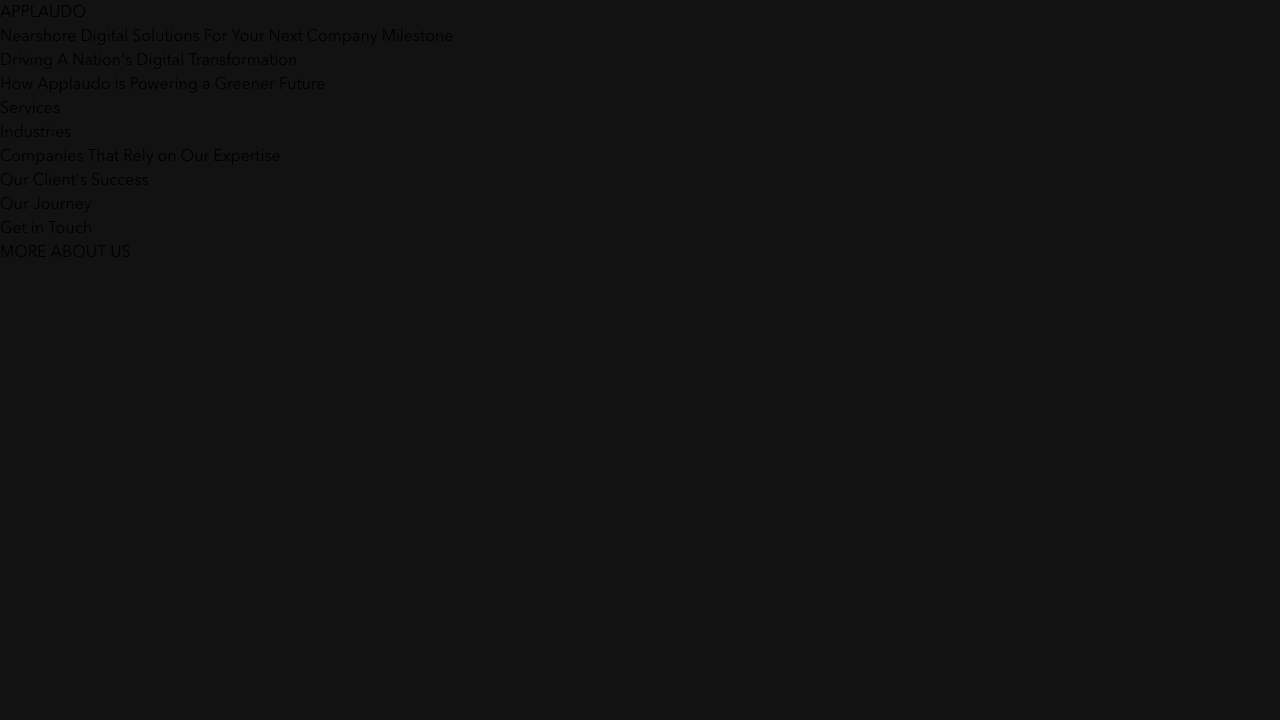 APPLAUDO
Nearshore Digital Solutions For Your Next Company Milestone
Driving A Nation's Digital Transformation
How Applaudo is Powering a Greener Future
Services
Industries
Companies That Rely on Our Expertise
Our Client's Success
Our Journey
Get in Touch
MORE ABOUT US